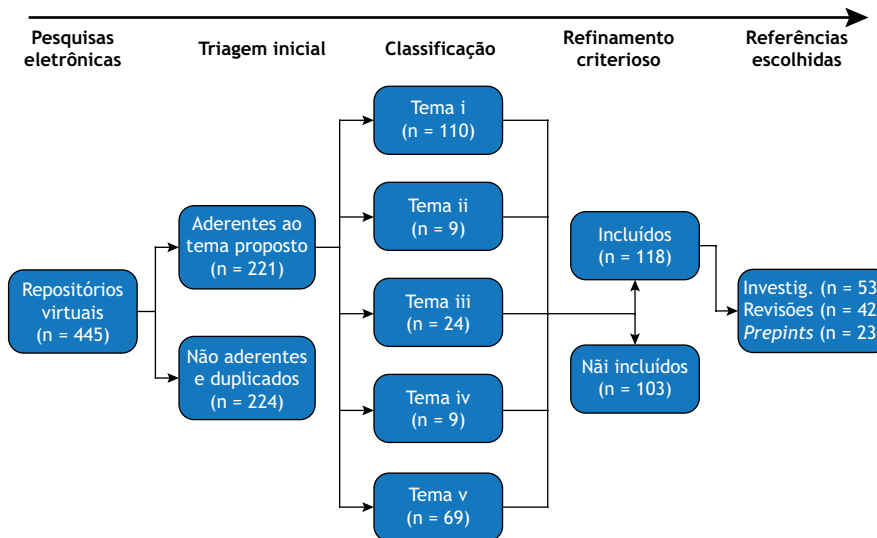 Pesquisas
eletrônicas
Triagem inicial
Classificação
Refinamento
criterioso
Referências
escolhidas
Repositórios
virtuais
(n = 445)
Aderentes ao
tema proposto
(n = 221)
Não aderentes
e duplicados
(n = 224)
Tema i
(n = 110)
Tema ii
(n = 9)
Tema iii
(n = 24)
Tema iv
(n = 9)
Tema v
(n = 69)
Incluídos
(n = 118)
Nãi incluídos
(n = 103)
Investig. (n = 53
Revisões (n = 42
Prepints (n = 23